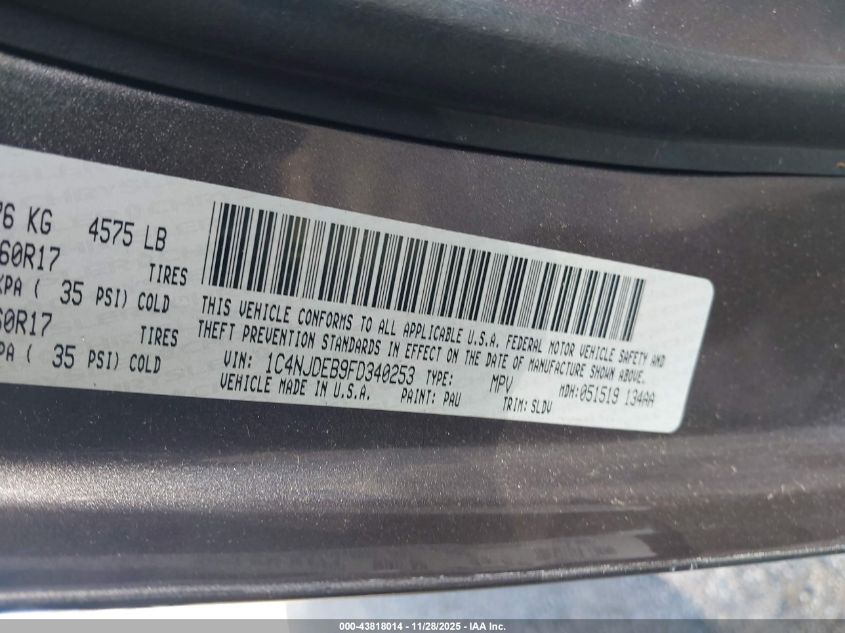 76 KG 4575 LB
60R17 TIRES
KPA ( 35 PSI) COLD
60R17 TIRES
PA ( 35 PSI) COLD
THIS VEHICLE CONFORMS TO ALL APPLICABLE U.S.A. FEDERAL MOTOR VEHICLE SAFETY AND
THEFT PREVENTION STANDARDS IN EFFECT ON THE DATE OF MANUFACTURE SHOWN ABOVE.
VIN: 1C4NJDEB9FD340253 TYPE: MPV MDH:051519 134AA
VEHICLE MADE IN U.S.A. PAINT: PAU TRIM: SLDV
000-43818014 - 11/28/2025 - IAA Inc.